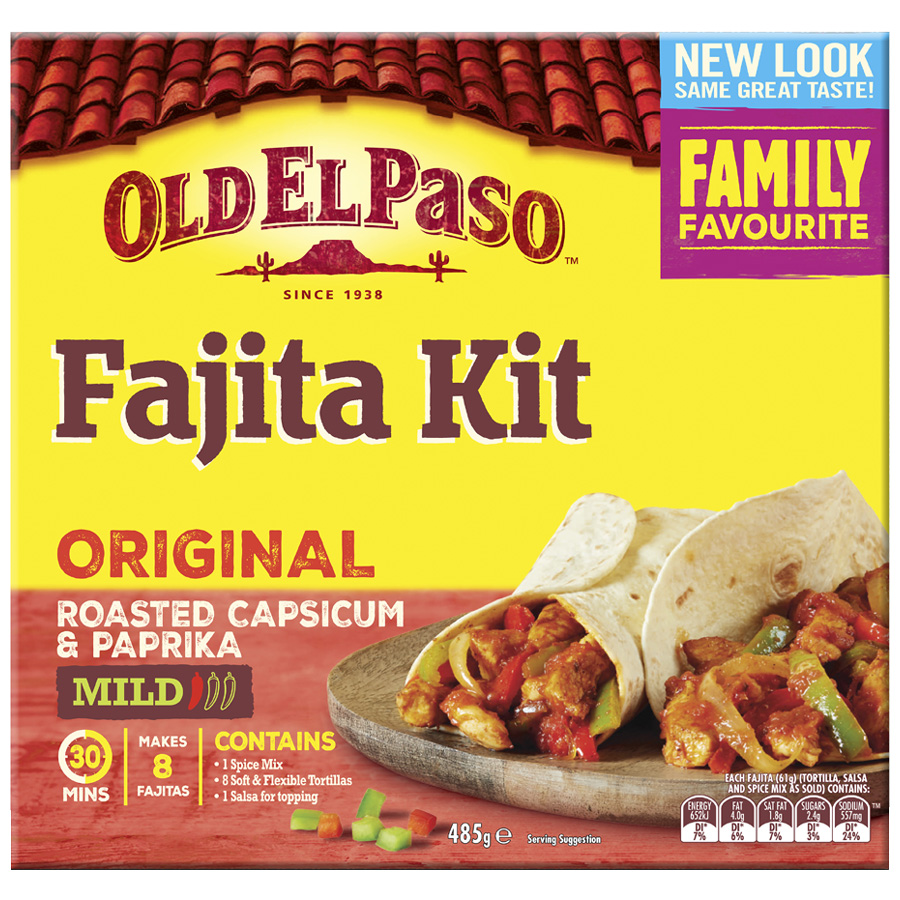 NEW LOOK
SAME GREAT TASTE!
FAMILY
FAVOURITE
OLD EL PASO™
SINCE 1938
Fajita Kit
ORIGINAL
ROASTED CAPSICUM
& PAPRIKA
MILD
30
MINS
MAKES
8
FAJITAS
CONTAINS
• 1 Spice Mix
• 8 Soft & Flexible Tortillas
• 1 Salsa for topping
485g e
Serving Suggestion
EACH FAJITA (61g) (TORTILLA, SALSA
AND SPICE MIX AS SOLD) CONTAINS:
ENERGY
652kJ
DI*
7%
FAT
4.0g
DI*
6%
SAT FAT
1.8g
DI*
7%
SUGARS
2.4g
DI*
3%
SODIUM
557mg
DI*
24%
™